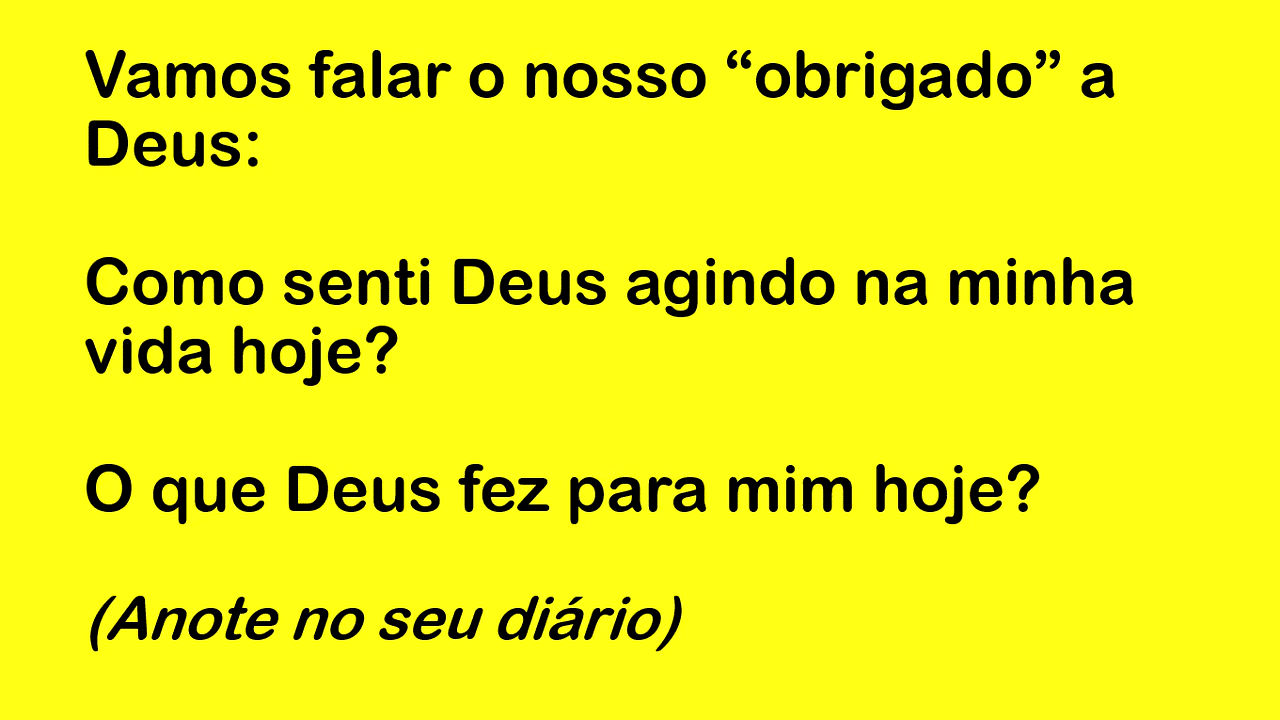 Vamos falar o nosso “obrigado” a
Deus:
Como senti Deus agindo na minha
vida hoje?
O que Deus fez para mim hoje?
(Anote no seu diário)